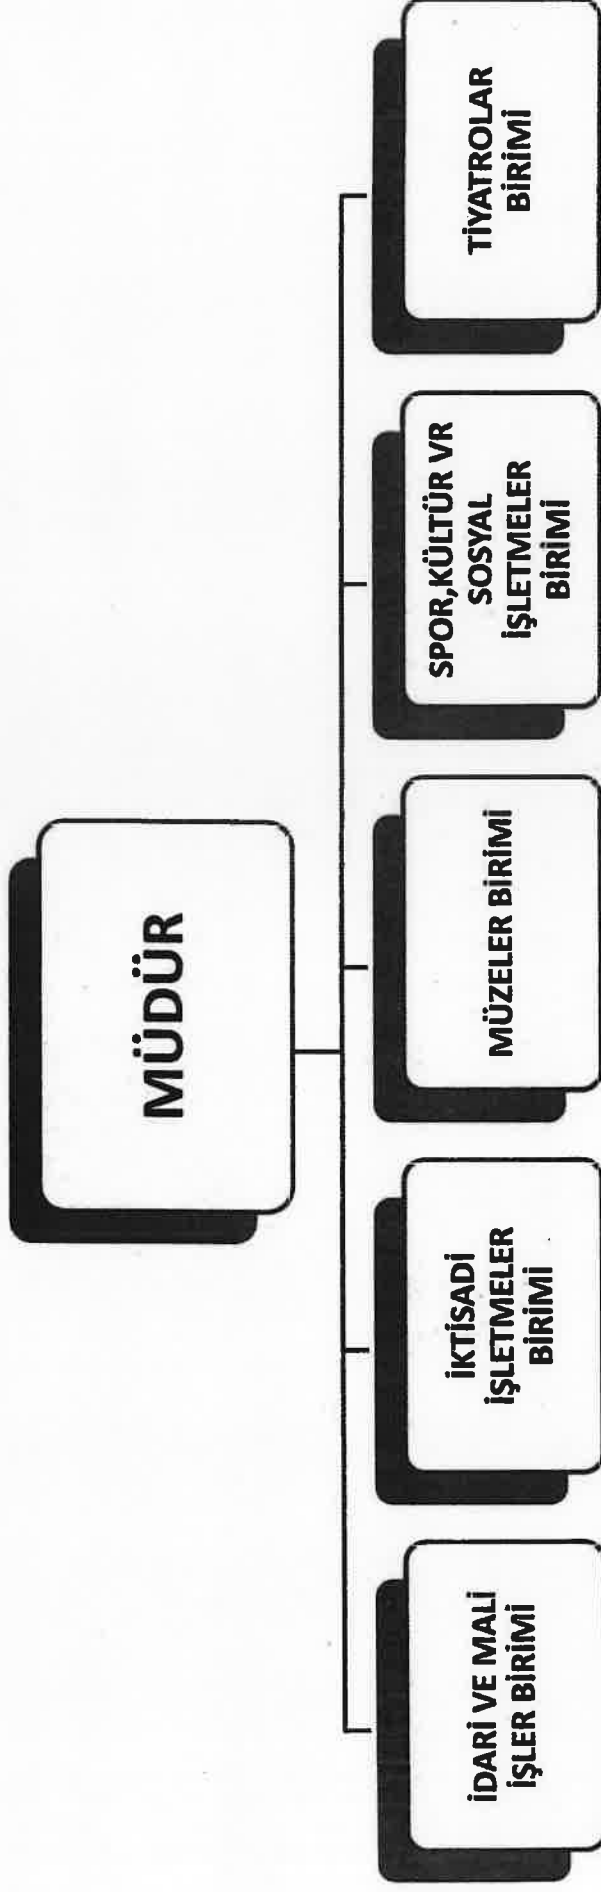 MÜDÜR
İDARİ VE MALİ
İŞLER BİRİMİ
İKTİSADİ
İŞLETMELER
BİRİMİ
MÜZELER BİRİMİ
SPOR,KÜLTÜR VR
SOSYAL
İŞLETMELER
BİRİMİ
TİYATROLAR
BİRİMİ